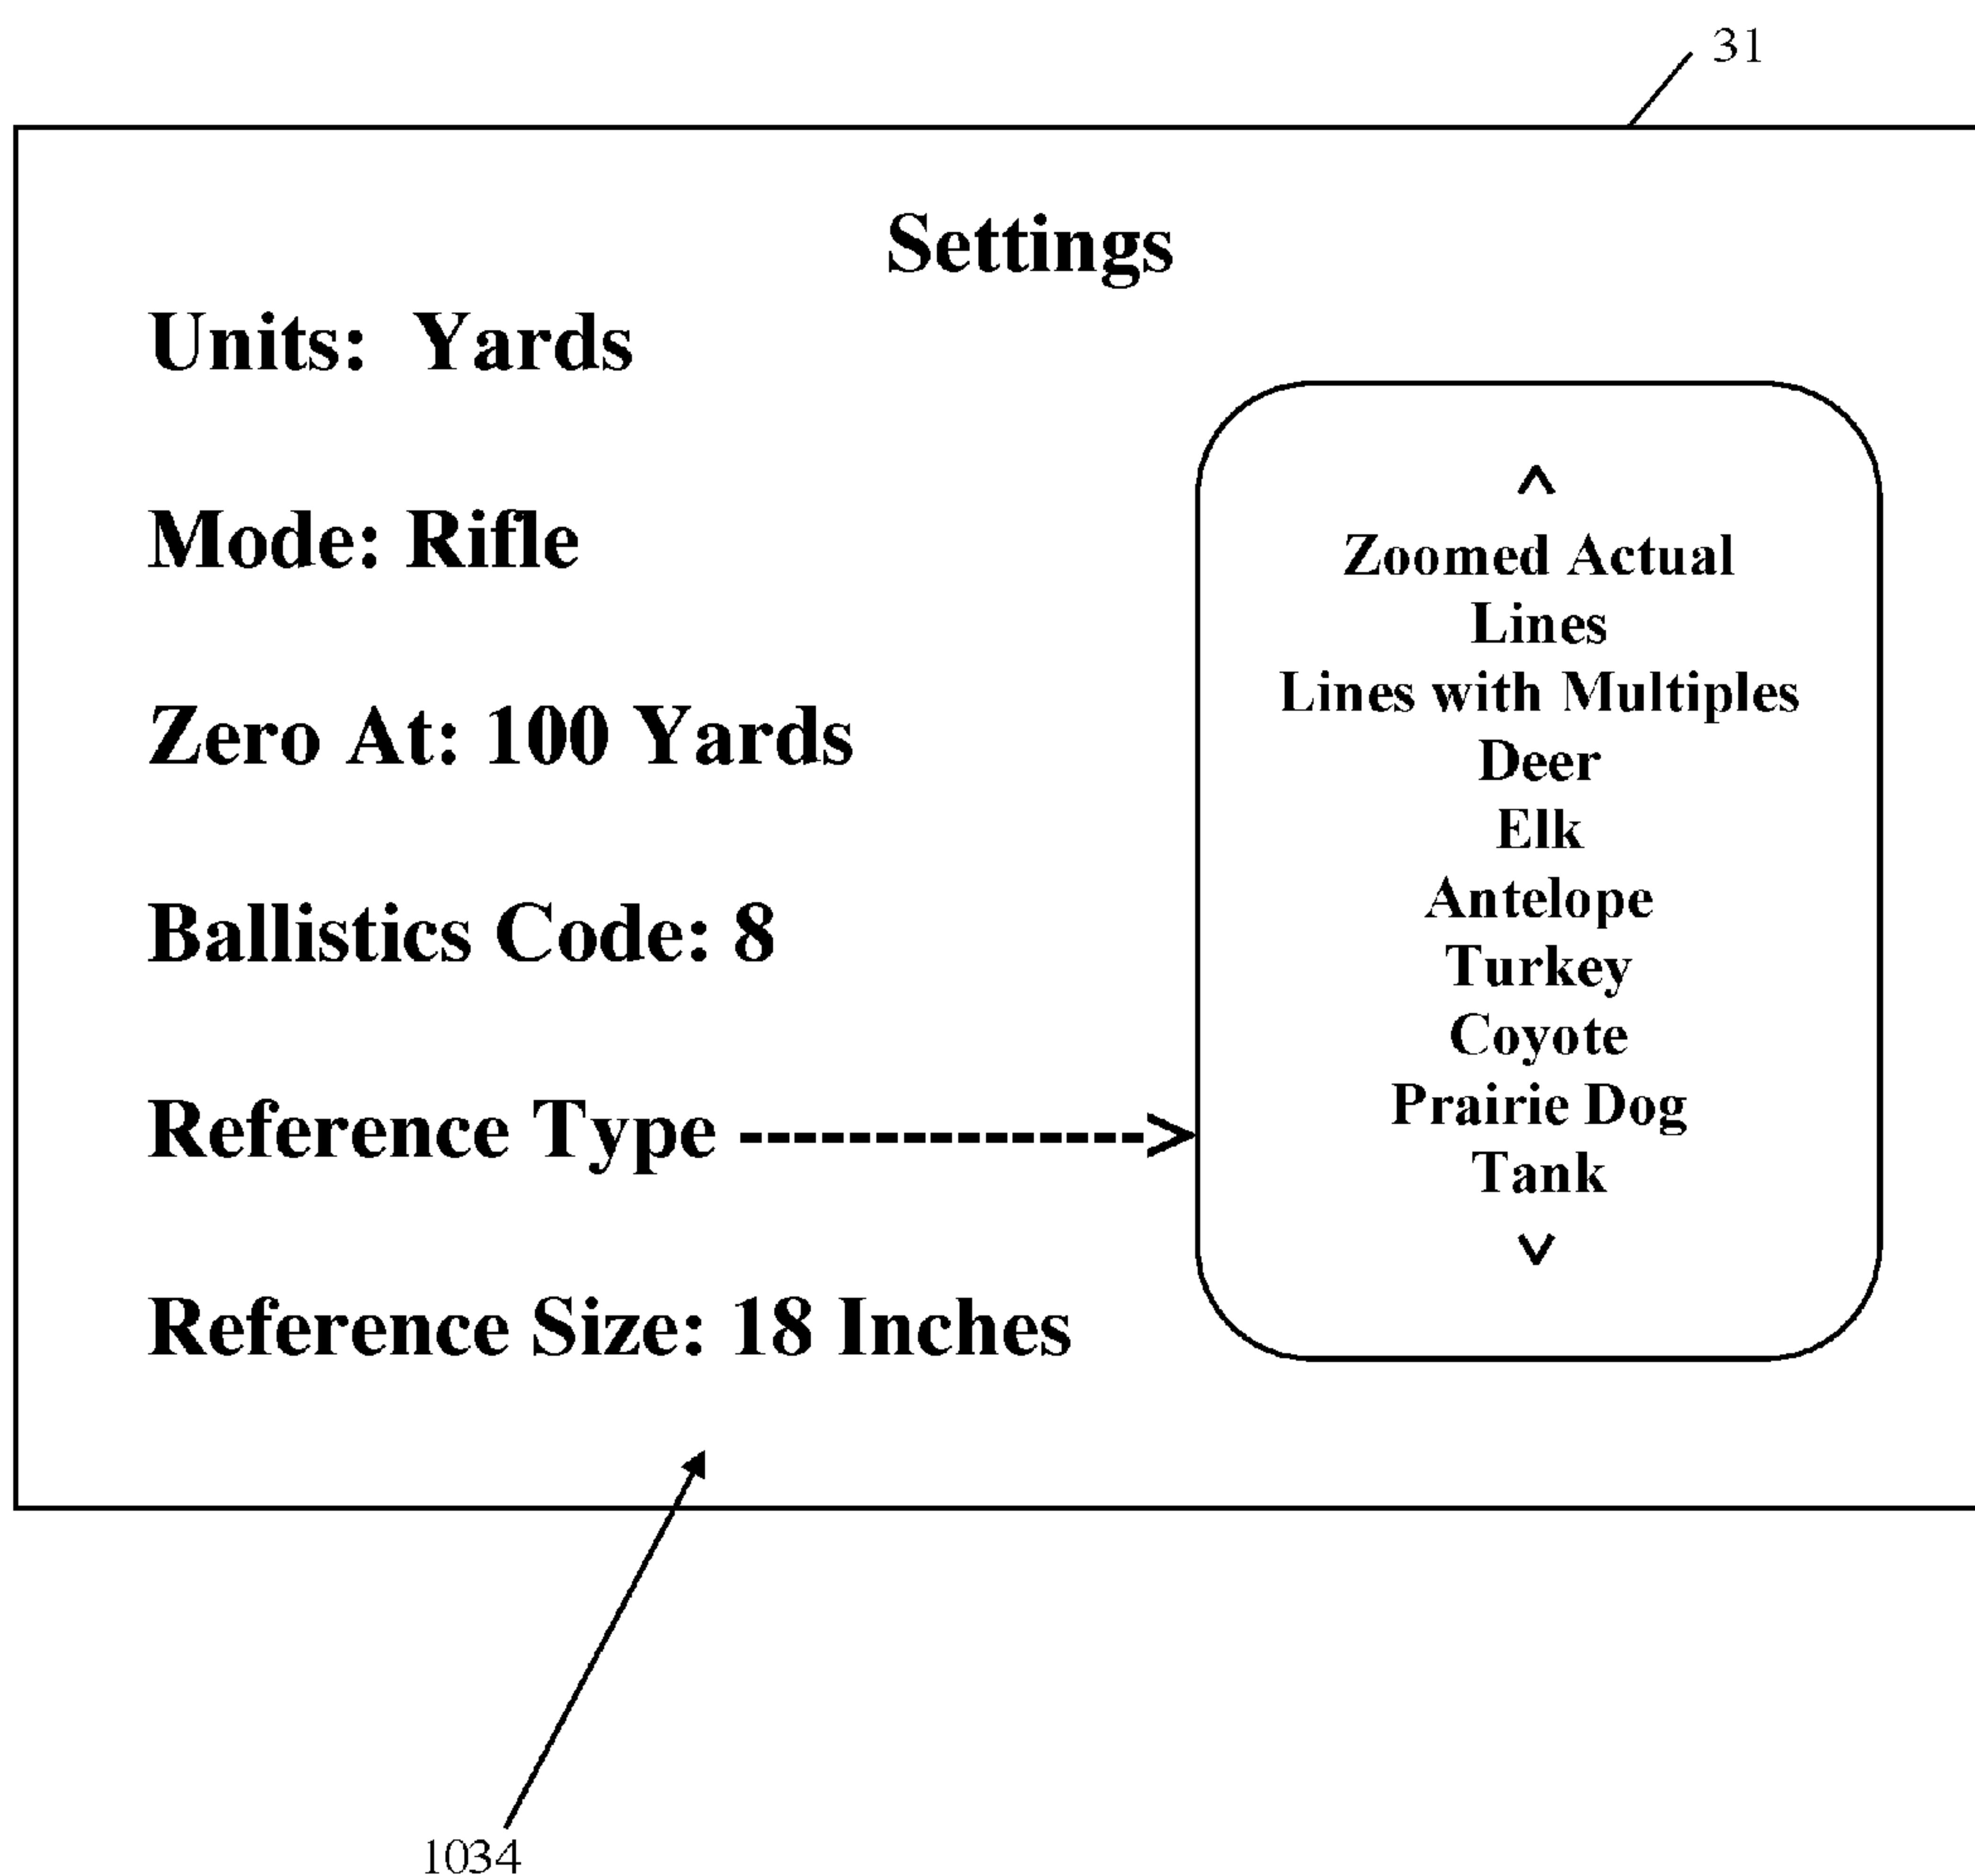 31
Settings
Units: Yards
Mode: Rifle
Zero At: 100 Yards
Ballistics Code: 8
Reference Type ---------------->
Reference Size: 18 Inches
^
Zoomed Actual
Lines
Lines with Multiples
Deer
Elk
Antelope
Turkey
Coyote
Prairie Dog
Tank
v
1034